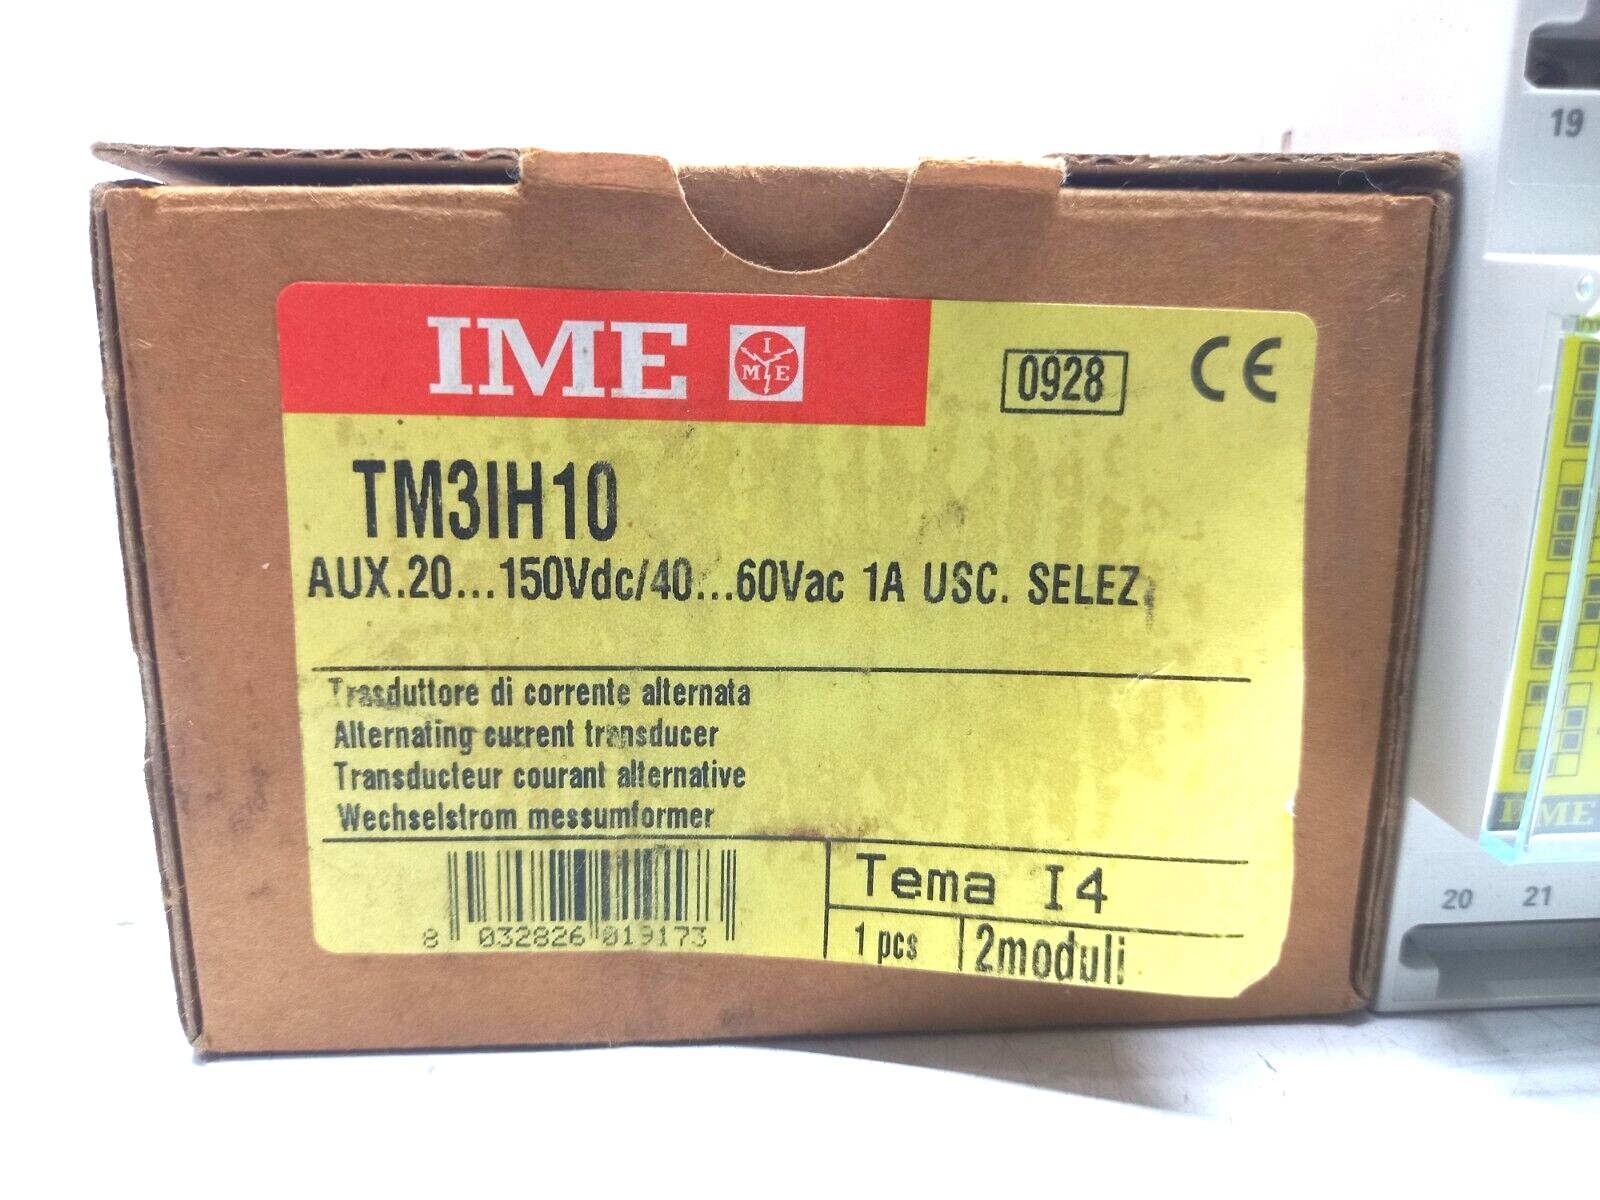 IME I M E
0928 CE
TM3IH10
AUX.20...150Vdc/40...60Vac 1A USC. SELEZ
Trasduttore di corrente alternata
Alternating current transducer
Transducteur courant alternative
Wechselstrom messumformer
8 032826 019173
Tema I4
1 pcs 2moduli
19
IME
20 21